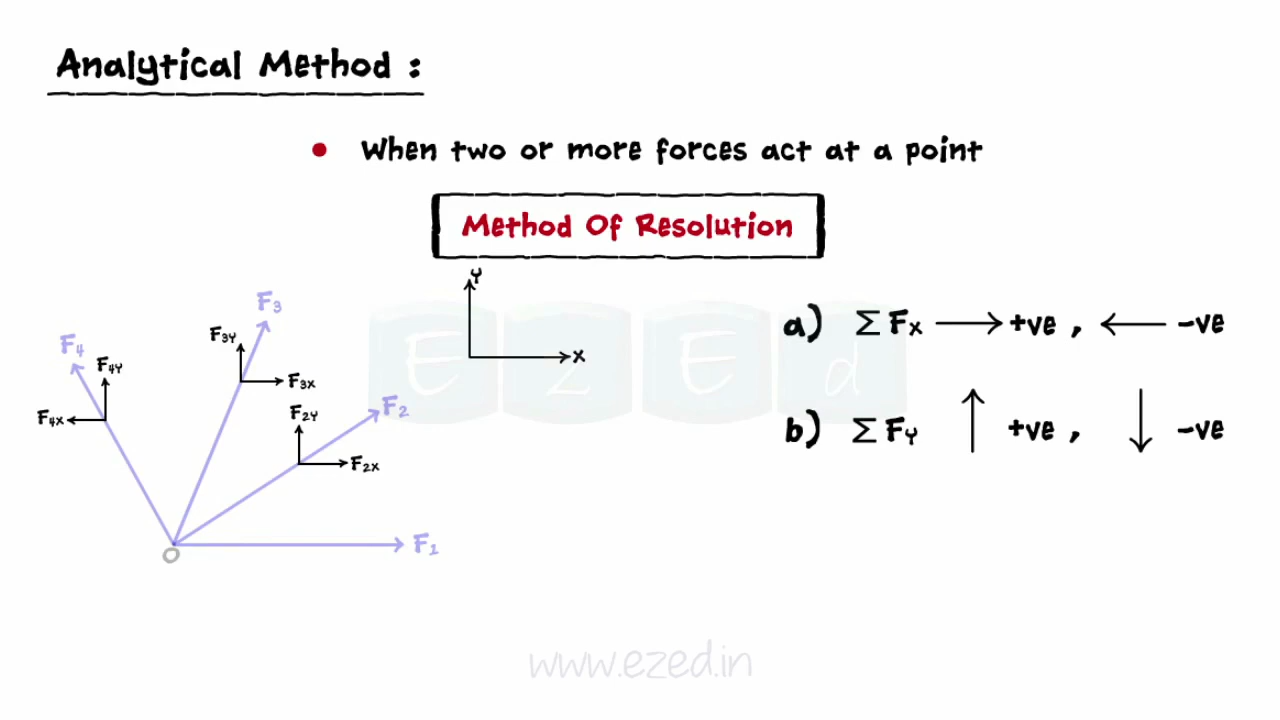 Analytical Method :
• When two or more forces act at a point
Method Of Resolution
Y
X
F3
F3Y
F3X
F4
F4Y
F4X
F2Y
F2
F2X
F1
O
a) ΣFx → +ve , ← -ve
b) ΣFY ↑ +ve , ↓ -ve
E z E d
www.ezed.in